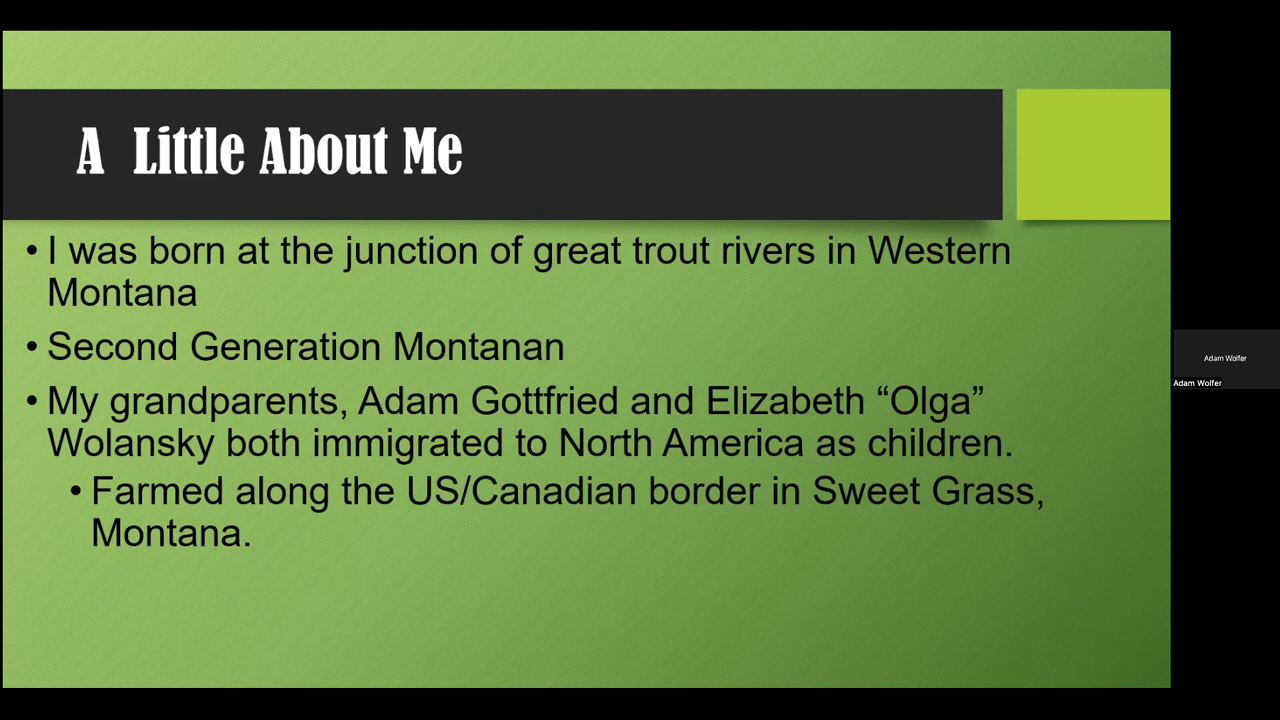 A  Little About Me
• I was born at the junction of great trout rivers in Western
Montana
• Second Generation Montanan
• My grandparents, Adam Gottfried and Elizabeth “Olga”
Wolansky both immigrated to North America as children.
• Farmed along the US/Canadian border in Sweet Grass,
Montana.
Adam Wolfer
Adam Wolfer